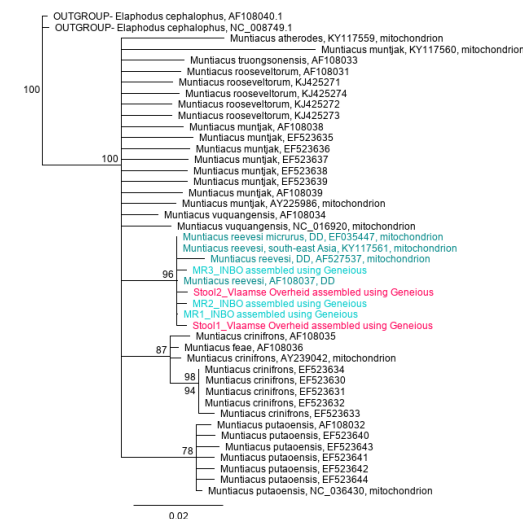 OUTGROUP- Elaphodus cephalophus, AF108040.1
OUTGROUP- Elaphodus cephalophus, NC_008749.1
Muntiacus atherodes, KY117559, mitochondrion
Muntiacus muntjak, KY117560, mitochondrion
Muntiacus truongsonensis, AF108033
Muntiacus rooseveltorum, AF108031
Muntiacus rooseveltorum, KJ425271
100
Muntiacus rooseveltorum, KJ425274
Muntiacus rooseveltorum, KJ425272
Muntiacus rooseveltorum, KJ425273
Muntiacus muntjak, AF108038
Muntiacus muntjak, EF523635
Muntiacus muntjak, EF523636
100
Muntiacus muntjak, EF523637
Muntiacus muntjak, EF523638
Muntiacus muntjak, EF523639
Muntiacus muntjak, AF108039
Muntiacus muntjak, AY225986, mitochondrion
Muntiacus vuquangensis, AF108034
Muntiacus vuquangensis, NC_016920, mitochondrion
Muntiacus reevesi micrurus, DD, EF035447, mitochondrion
Muntiacus reevesi, south-east Asia, KY117561, mitochondrion
Muntiacus reevesi, DD, AF527537, mitochondrion
96
MR3_INBO assembled using Geneious
Muntiacus reevesi, AF108037, DD
Stool2_Vlaamse Overheid assembled using Geneious
MR2_INBO assembled using Geneious
MR1_INBO assembled using Geneious
Stool1_Vlaamse Overheid assembled using Geneious
Muntiacus crinifrons, AF108035
87
Muntiacus feae, AF108036
Muntiacus crinifrons, AY239042, mitochondrion
Muntiacus crinifrons, EF523634
98
Muntiacus crinifrons, EF523630
94
Muntiacus crinifrons, EF523631
Muntiacus crinifrons, EF523632
Muntiacus crinifrons, EF523633
Muntiacus putaoensis, AF108032
Muntiacus putaoensis, EF523640
78
Muntiacus putaoensis, EF523643
Muntiacus putaoensis, EF523641
Muntiacus putaoensis, EF523642
Muntiacus putaoensis, EF523644
Muntiacus putaoensis, NC_036430, mitochondrion
0.02